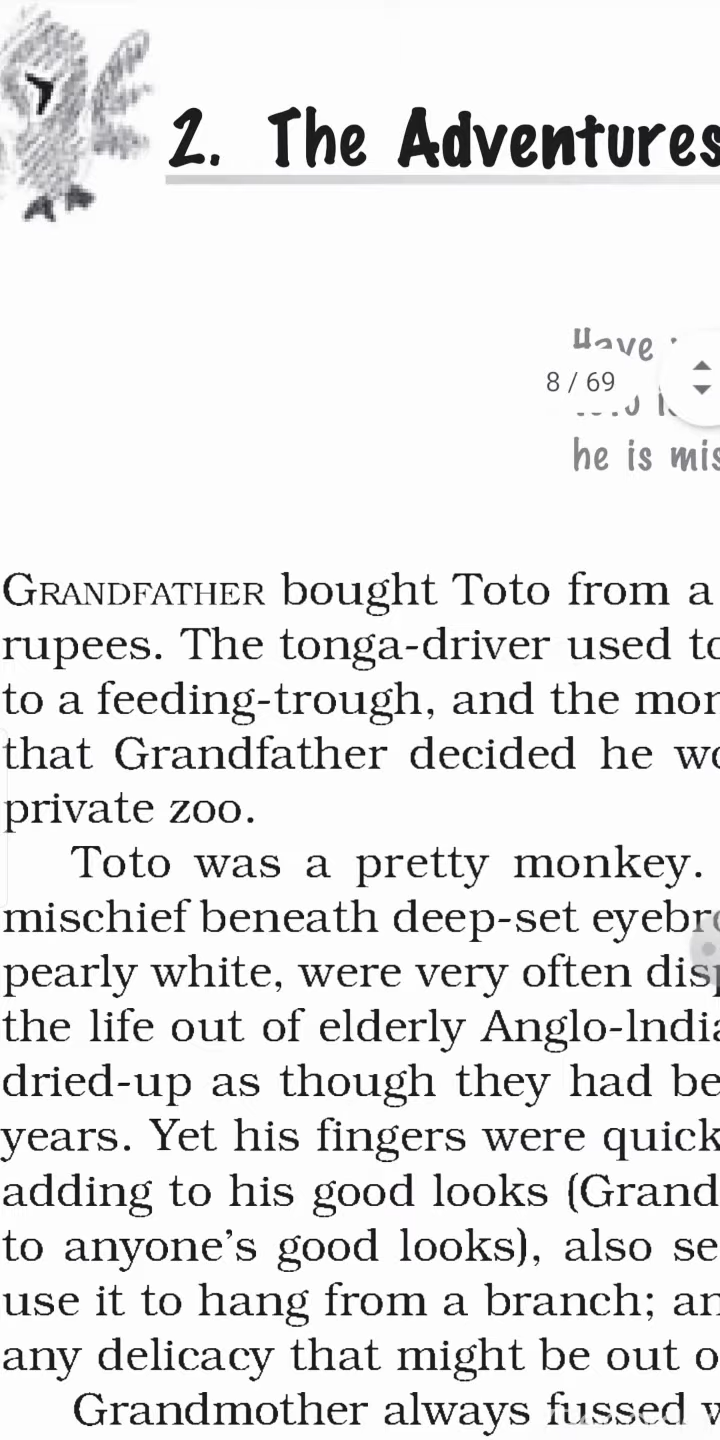 2. The Adventures
Have
8 / 69
he is mis
GRANDFATHER bought Toto from a
rupees. The tonga-driver used to
to a feeding-trough, and the mon
that Grandfather decided he wo
private zoo.
Toto was a pretty monkey.
mischief beneath deep-set eyebro
pearly white, were very often disp
the life out of elderly Anglo-lndia
dried-up as though they had be
years. Yet his fingers were quick
adding to his good looks (Grand
to anyone’s good looks), also se
use it to hang from a branch; an
any delicacy that might be out o
Grandmother always fussed w